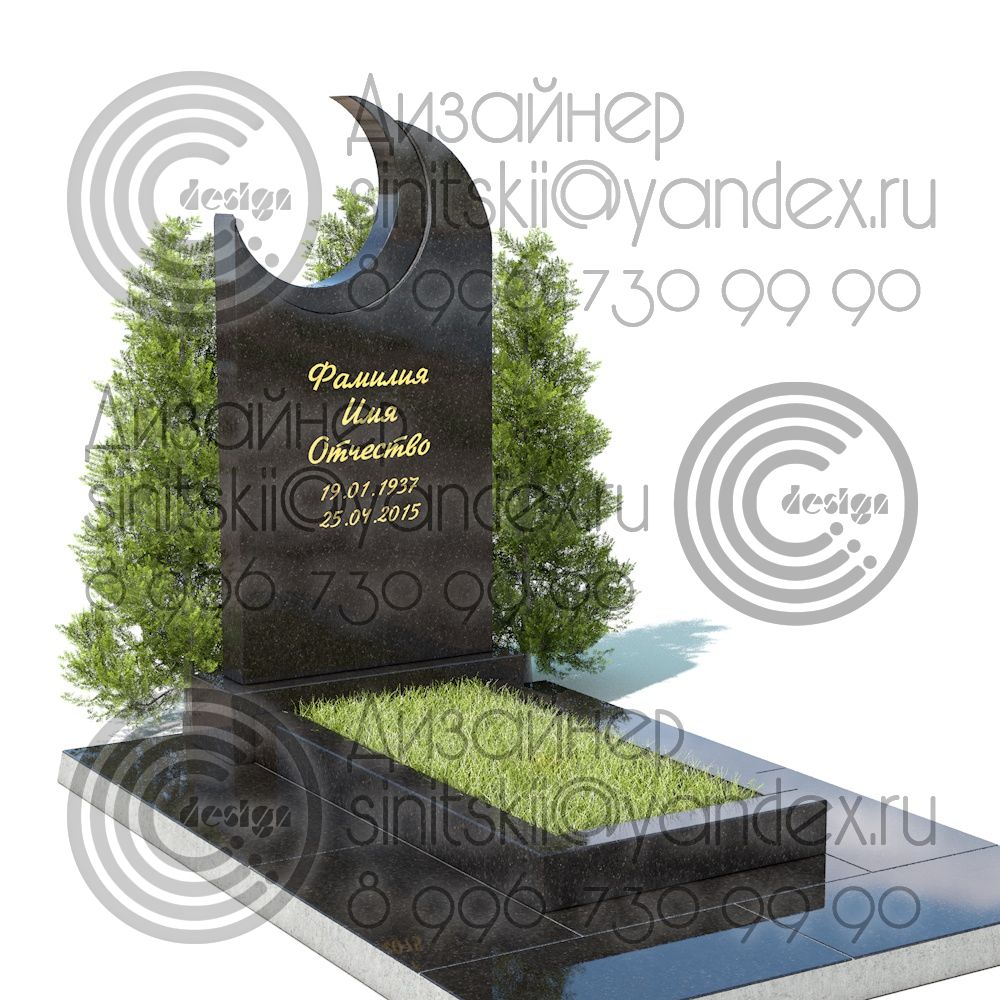 design
Дизайнер
sinitskii@yandex.ru
8 996 730 99 90
Фамилия
Имя
Отчество
19.01.1937
25.04.2015
Дизайнер
sinitskii@yandex.ru
8 996 730 99 90
design
design
Дизайнер
sinitskii@yandex.ru
8 996 730 99 90